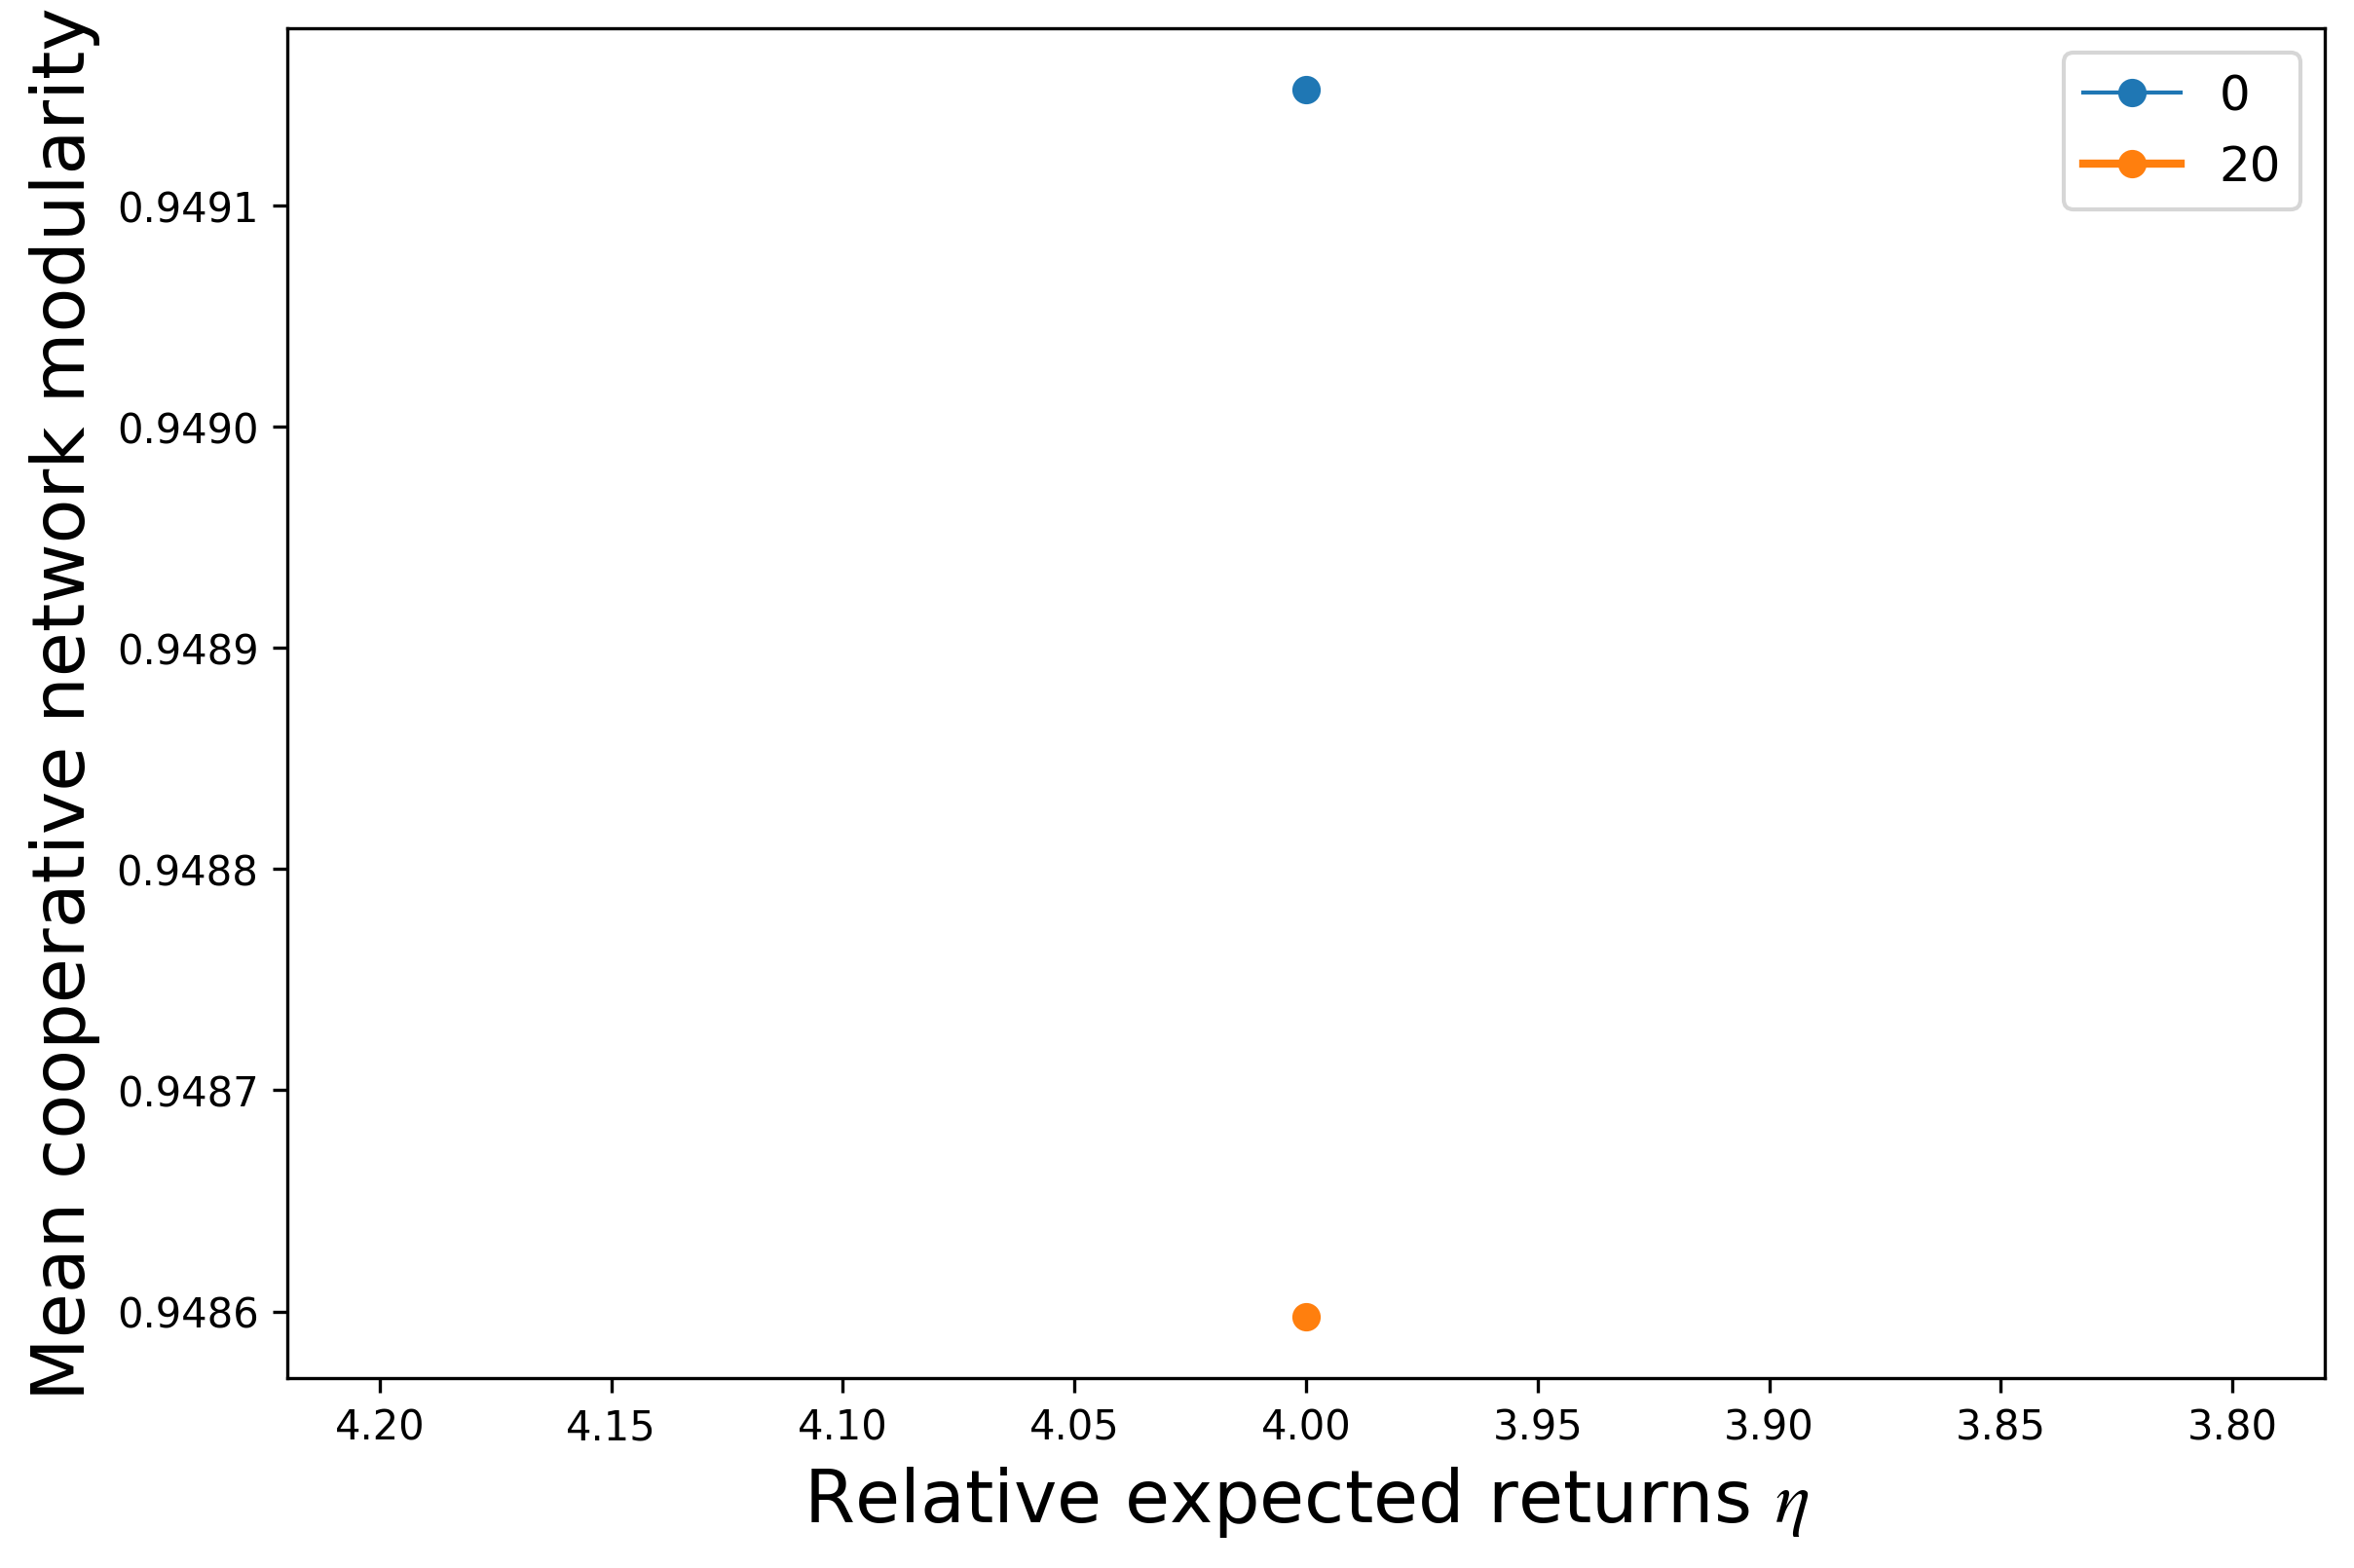 Mean cooperative network modularity
0.9491
0.9490
0.9489
0.9488
0.9487
0.9486
0
20
4.20 4.15 4.10 4.05 4.00 3.95 3.90 3.85 3.80
Relative expected returns η